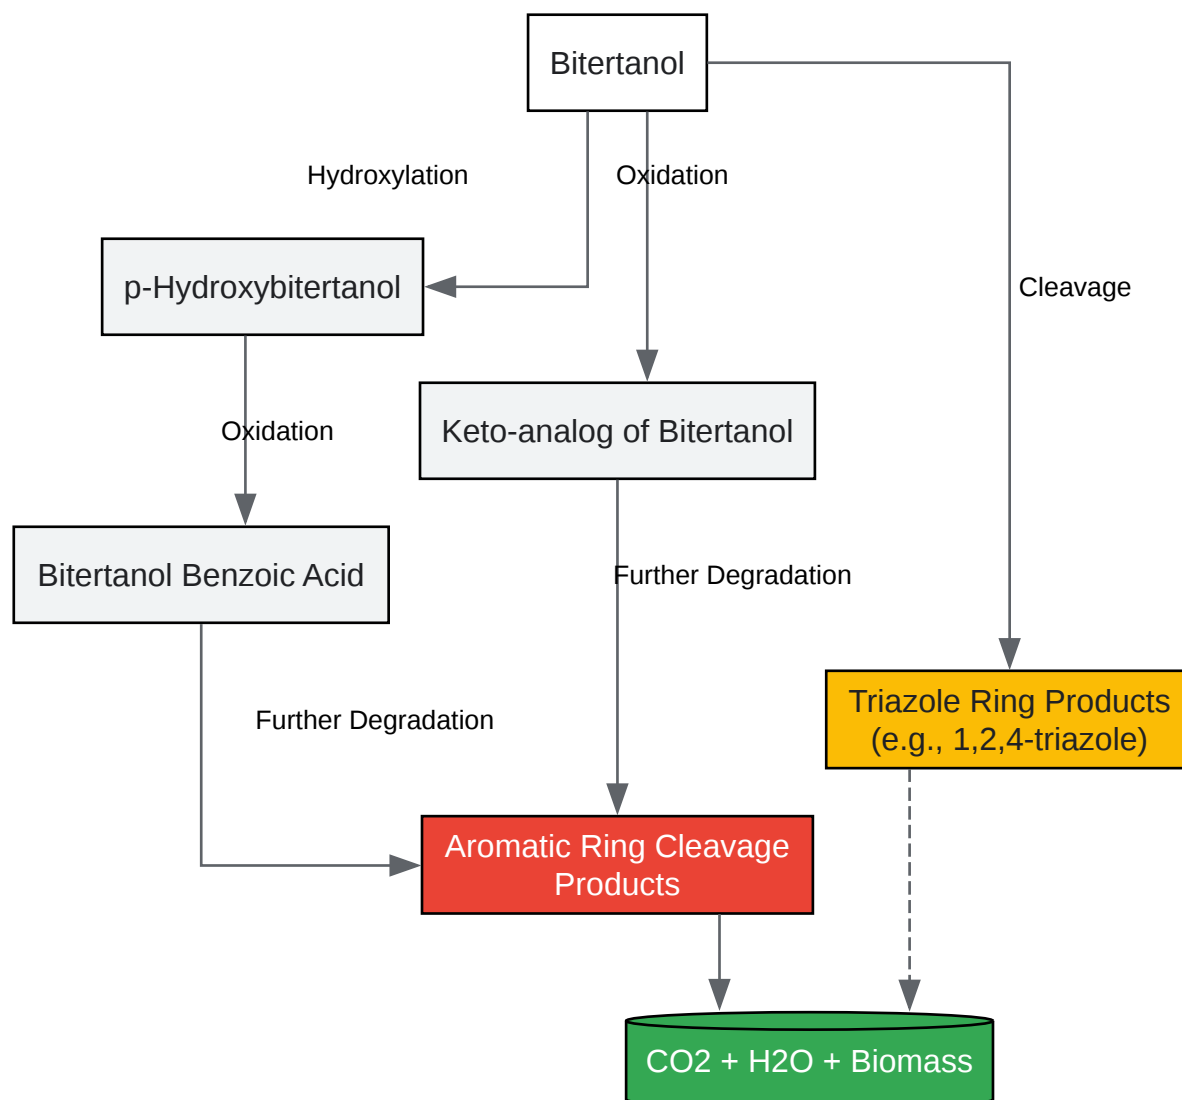 Bitertanol
Hydroxylation
Oxidation
p-Hydroxybitertanol
Cleavage
Oxidation
Keto-analog of Bitertanol
Bitertanol Benzoic Acid
Further Degradation
Further Degradation
Triazole Ring Products
(e.g., 1,2,4-triazole)
Aromatic Ring Cleavage
Products
CO2 + H2O + Biomass